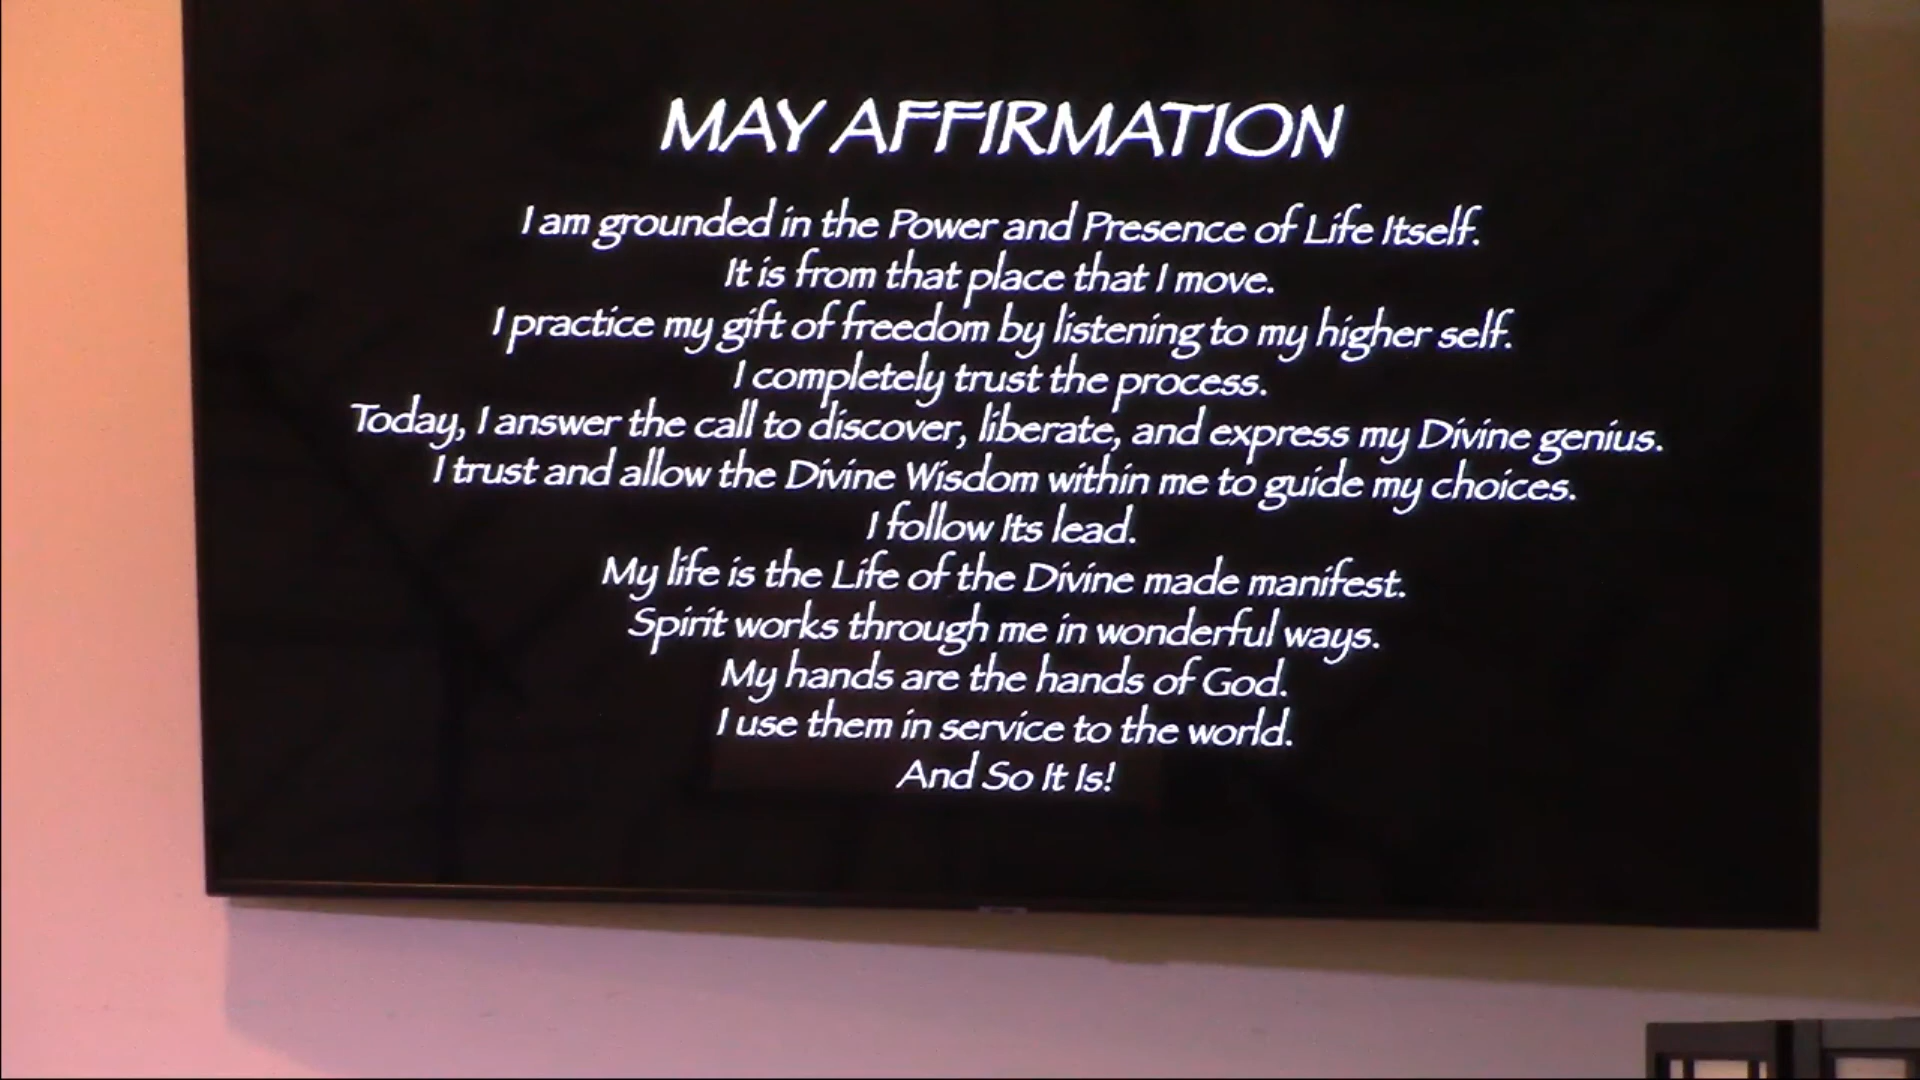 MAY AFFIRMATION
I am grounded in the Power and Presence of Life Itself.
It is from that place that I move.
I practice my gift of freedom by listening to my higher self.
I completely trust the process.
Today, I answer the call to discover, liberate, and express my Divine genius.
I trust and allow the Divine Wisdom within me to guide my choices.
I follow Its lead.
My life is the Life of the Divine made manifest.
Spirit works through me in wonderful ways.
My hands are the hands of God.
I use them in service to the world.
And So It Is!